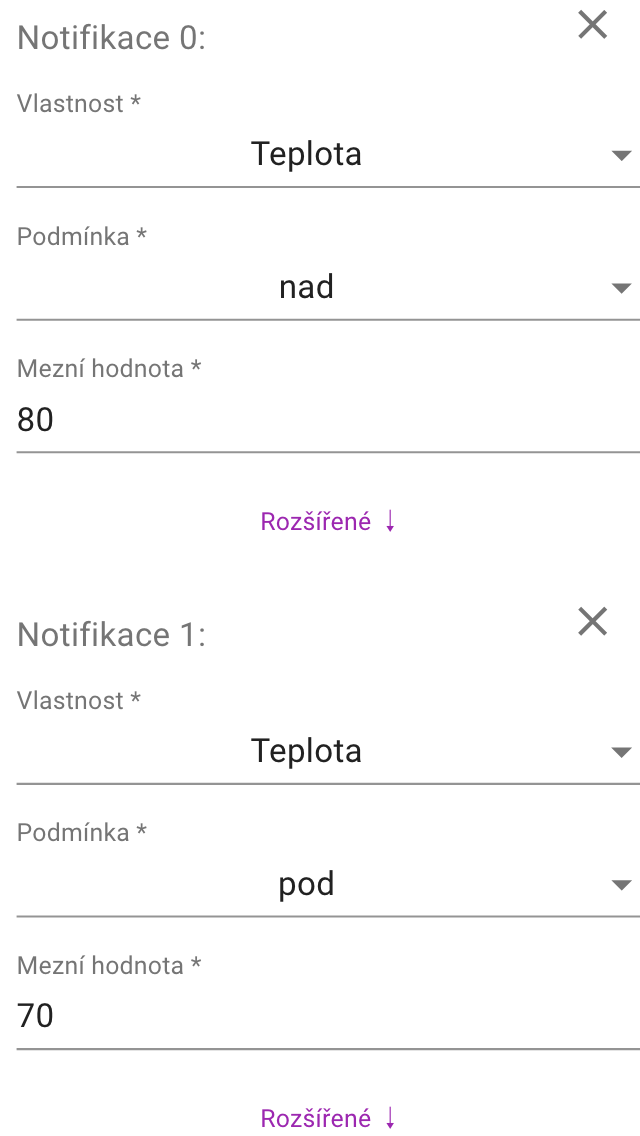 Notifikace 0:
Vlastnost *
Teplota
Podmínka *
nad
Mezní hodnota *
80
Rozšířené ↓
Notifikace 1:
Vlastnost *
Teplota
Podmínka *
pod
Mezní hodnota *
70
Rozšířené ↓